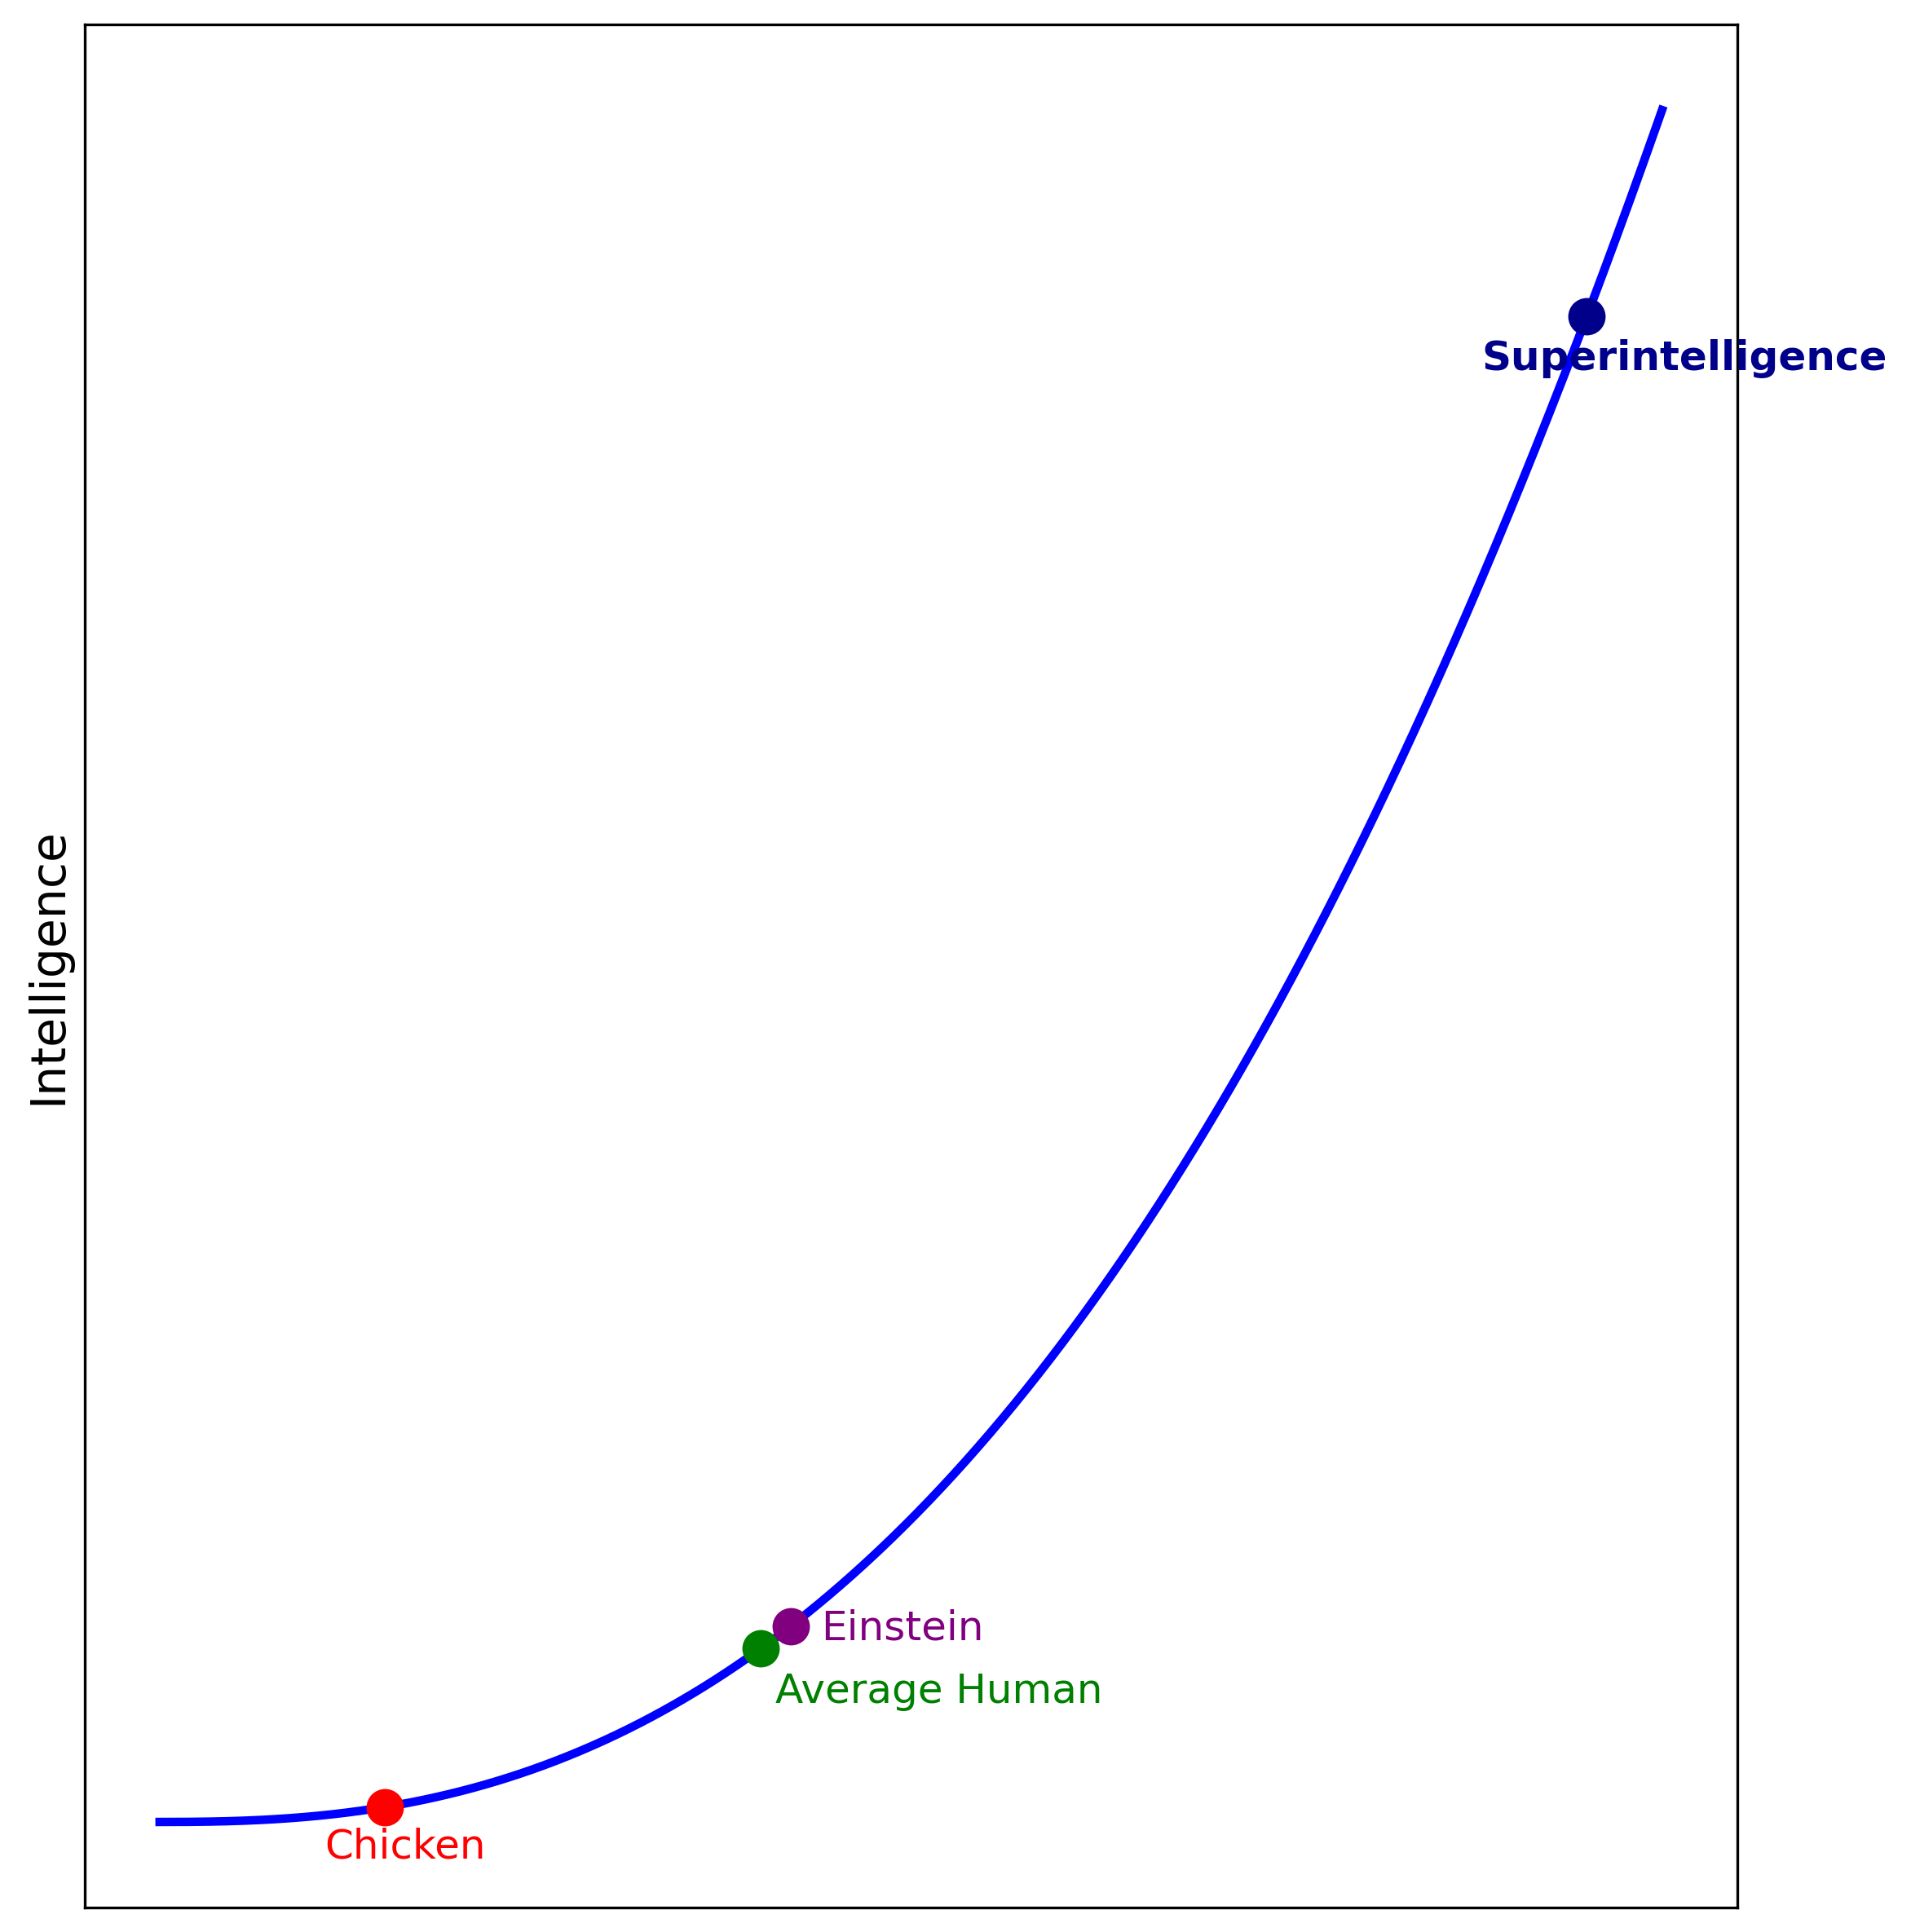 Superintelligence
Intelligence
Einstein
Average Human
Chicken